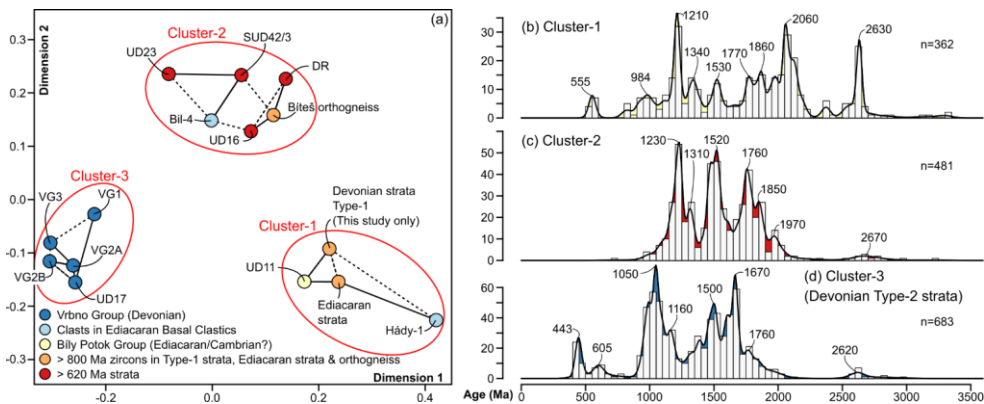 (a)
Dimension 2
0.3
0.2
0.1
0.0
-0.1
-0.2
-0.3
-0.2
0.0
0.2
0.4
Dimension 1
Cluster-2
UD23
SUD42/3
DR
Bíteš orthogneiss
Bil-4
UD16
Cluster-3
VG3
VG1
VG2A
VG2B
UD17
Devonian strata
Type-1
(This study only)
Cluster-1
UD11
Ediacaran
strata
Hády-1
Vrbno Group (Devonian)
Clasts in Ediacaran Basal Clastics
Bily Potok Group (Ediacaran/Cambrian?)
> 800 Ma zircons in Type-1 strata, Ediacaran strata & orthogneiss
> 620 Ma strata
(b) Cluster-1
n=362
30
20
10
0
555
984
1210
1340
1530
1770
1860
2060
2630
(c) Cluster-2
n=481
50
40
30
20
10
0
1230
1310
1520
1760
1850
1970
2670
(d) Cluster-3
(Devonian Type-2 strata)
n=683
60
40
20
0
443
605
1050
1160
1500
1670
1760
2620
Age (Ma)
500
1000
1500
2000
2500
3000
3500